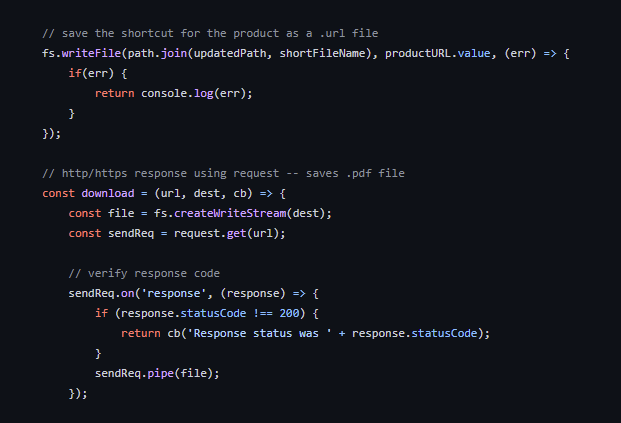 // save the shortcut for the product as a .url file
fs.writeFile(path.join(updatedPath, shortFileName), productURL.value, (err) => {
    if(err) {
        return console.log(err);
    }
});

// http/https response using request -- saves .pdf file
const download = (url, dest, cb) => {
    const file = fs.createWriteStream(dest);
    const sendReq = request.get(url);

    // verify response code
    sendReq.on('response', (response) => {
        if (response.statusCode !== 200) {
            return cb('Response status was ' + response.statusCode);
        }
        sendReq.pipe(file);
    });